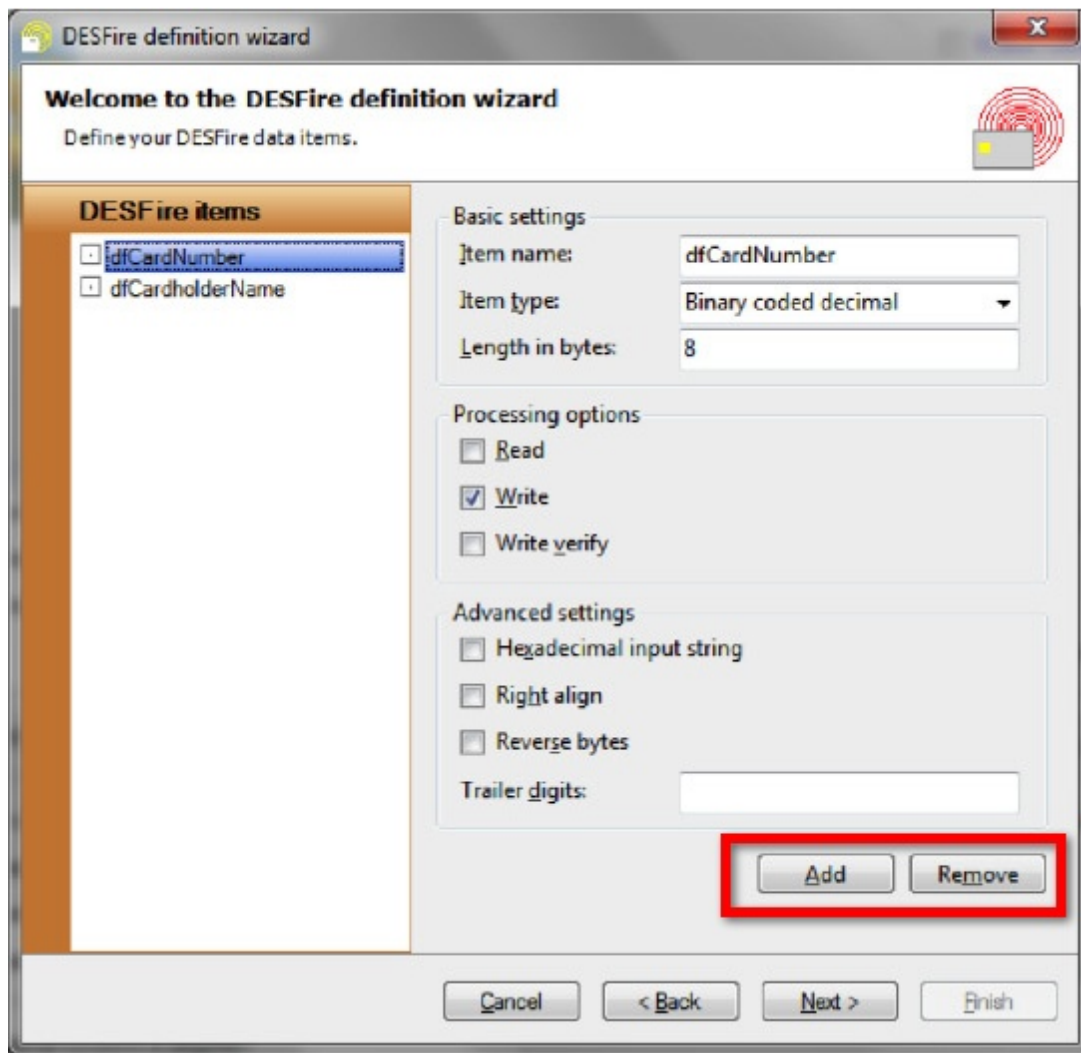 DESFire definition wizard
Welcome to the DESFire definition wizard
Define your DESFire data items.
DESFire items
dfCardNumber
dfCardholderName
Basic settings
Item name: dfCardNumber
Item type: Binary coded decimal
Length in bytes: 8
Processing options
Read
Write
Write verify
Advanced settings
Hexadecimal input string
Right align
Reverse bytes
Trailer digits:
Add Remove
Cancel < Back Next > Finish